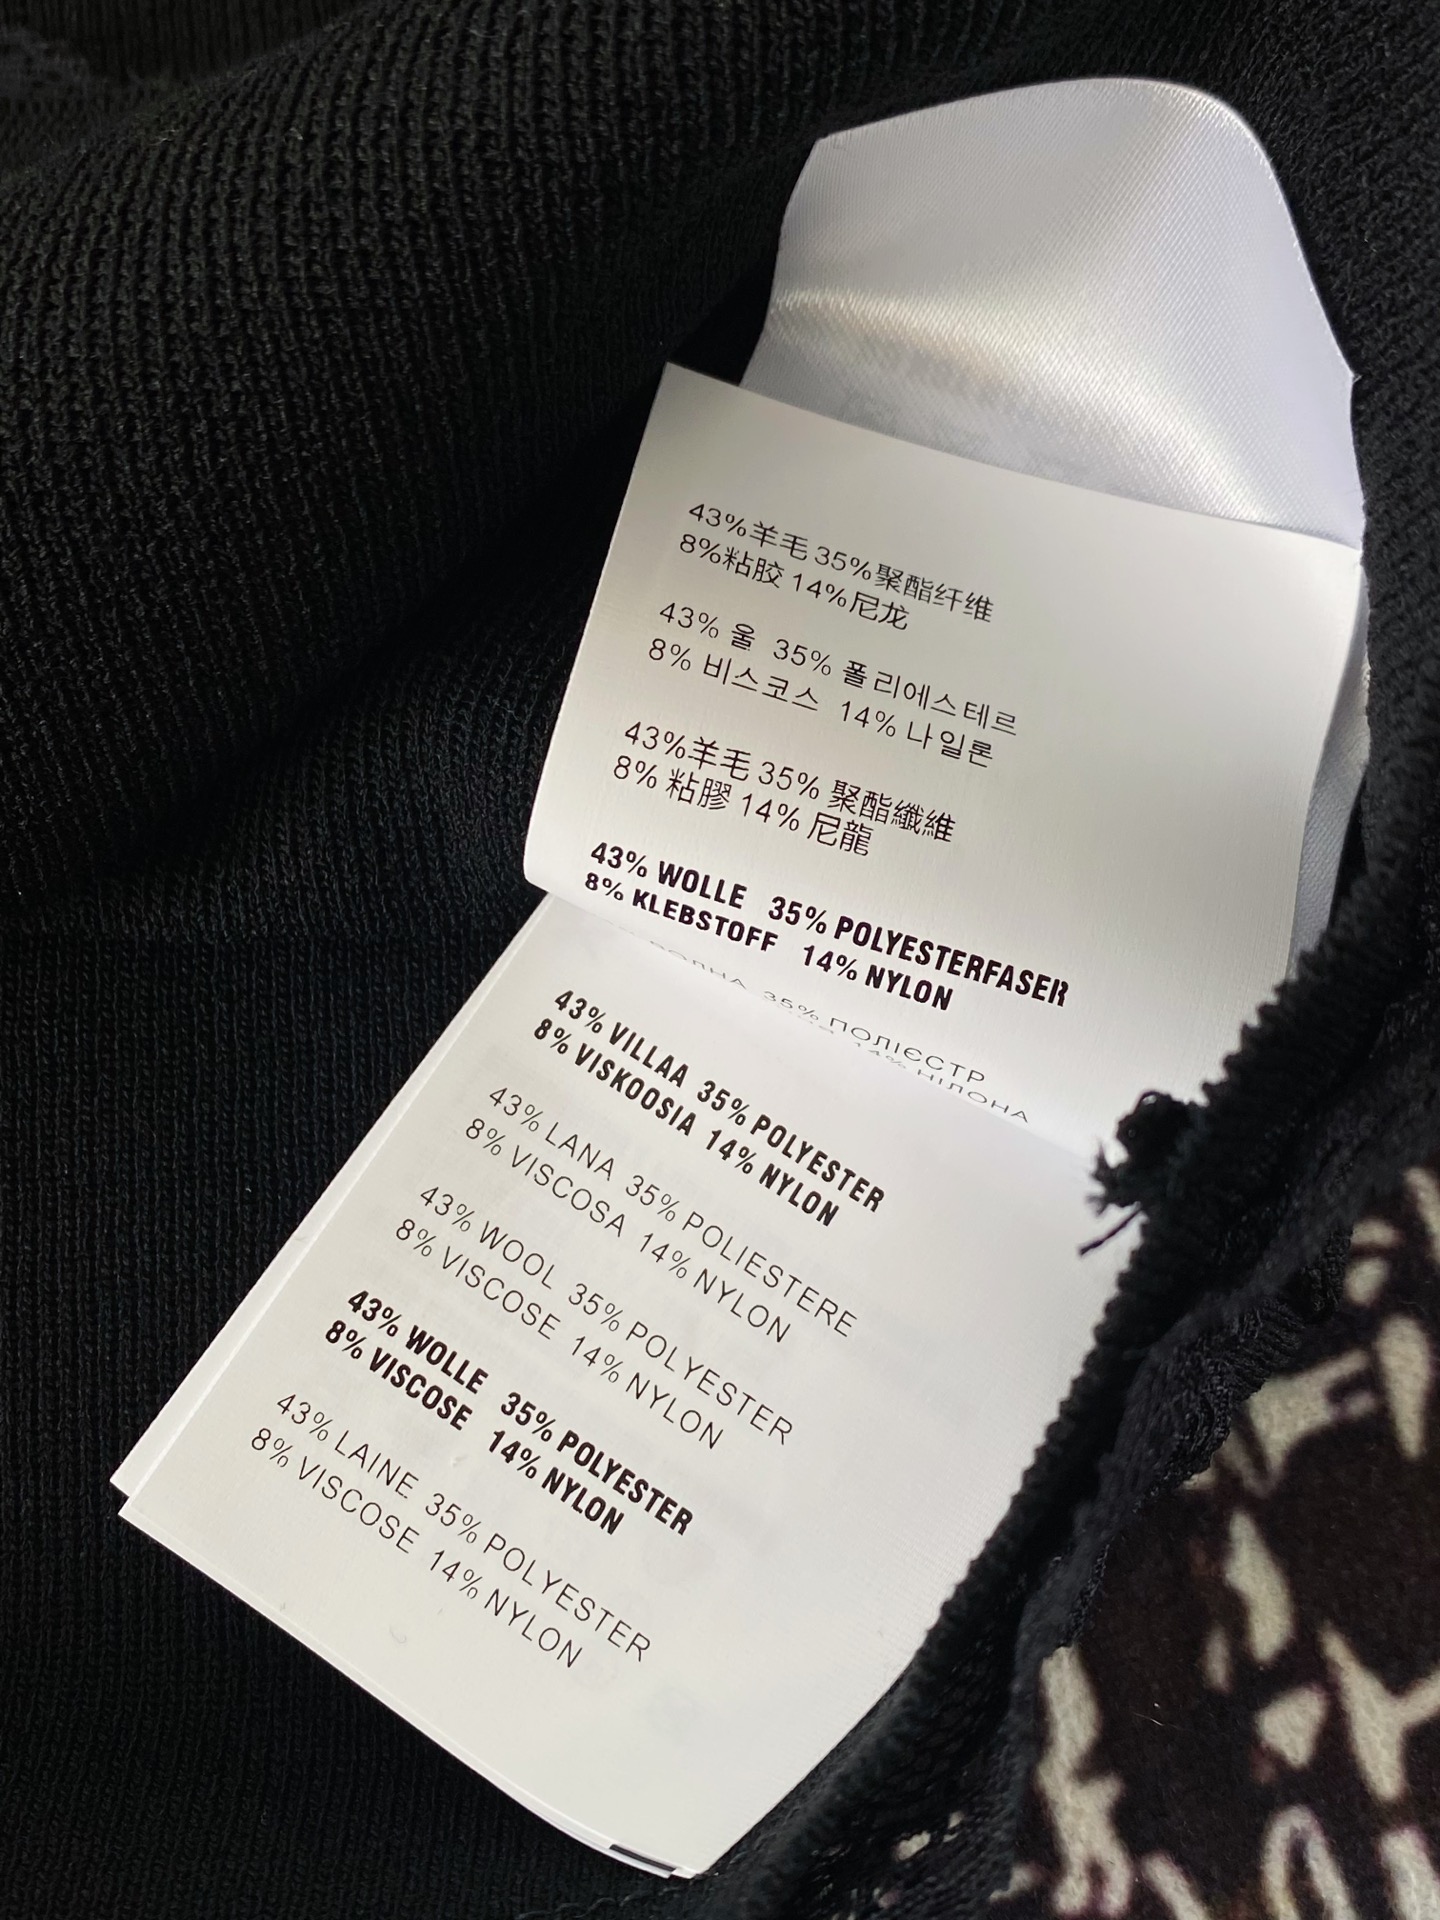 43%羊毛 35%聚酯纤维
8%粘胶 14%尼龙
43% 울 35% 폴리에스테르
8% 비스코스 14% 나일론
43%羊毛 35% 聚酯纖維
8% 粘膠 14% 尼龍
43% WOLLE 35% POLYESTERFASER
8% KLEBSTOFF 14% NYLON
35% ПОЛІЄСТР
14% НІЛОНА
43% VILLAA 35% POLYESTER
8% VISKOOSIA 14% NYLON
43% LANA 35% POLIESTERE
8% VISCOSA 14% NYLON
43% WOOL 35% POLYESTER
8% VISCOSE 14% NYLON
43% WOLLE 35% POLYESTER
8% VISCOSE 14% NYLON
43% LAINE 35% POLYESTER
8% VISCOSE 14% NYLON